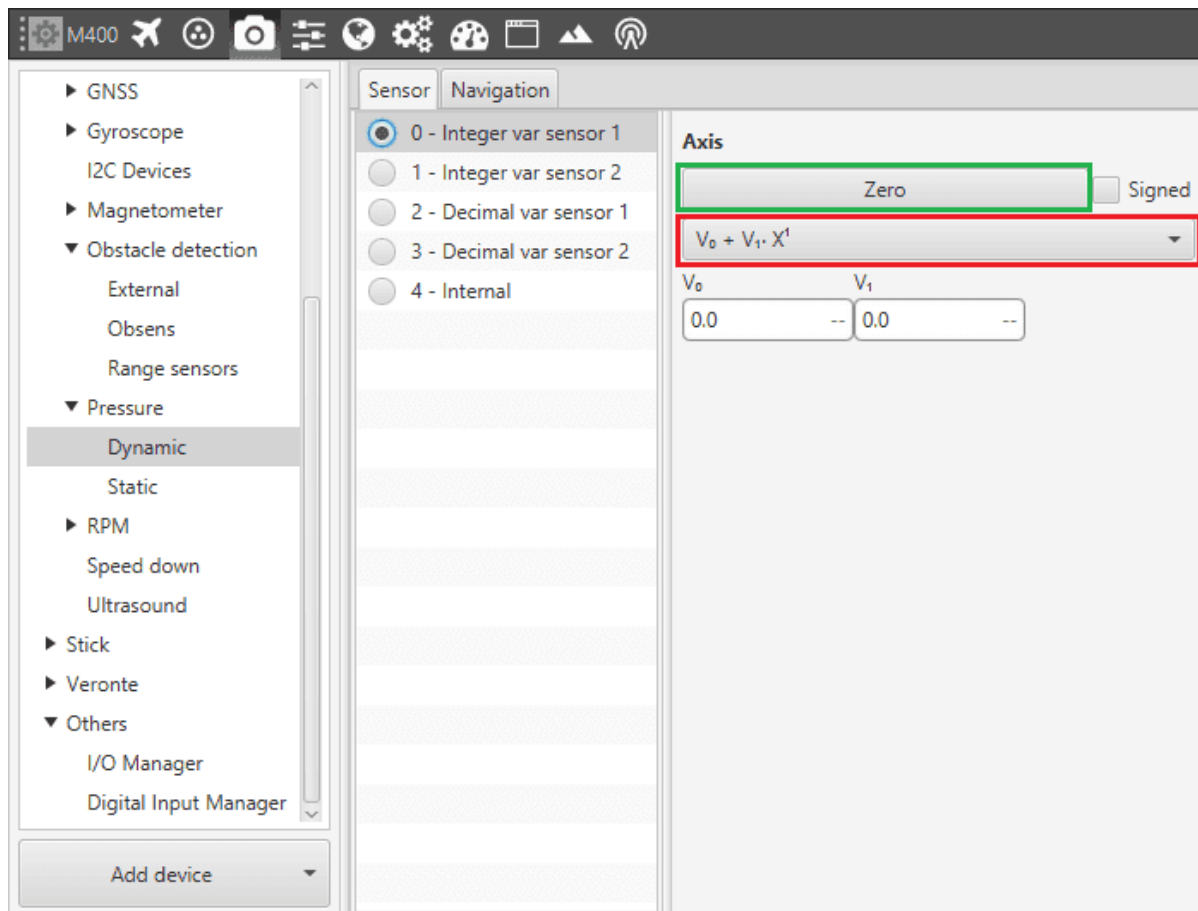 M400
GNSS
Gyroscope
I2C Devices
Magnetometer
Obstacle detection
External
Obsens
Range sensors
Pressure
Dynamic
Static
RPM
Speed down
Ultrasound
Stick
Veronte
Others
I/O Manager
Digital Input Manager
Add device
Sensor Navigation
0 - Integer var sensor 1
1 - Integer var sensor 2
2 - Decimal var sensor 1
3 - Decimal var sensor 2
4 - Internal
Axis
Zero Signed
V₀ + V₁· X¹
V₀ V₁
0.0 -- 0.0 --